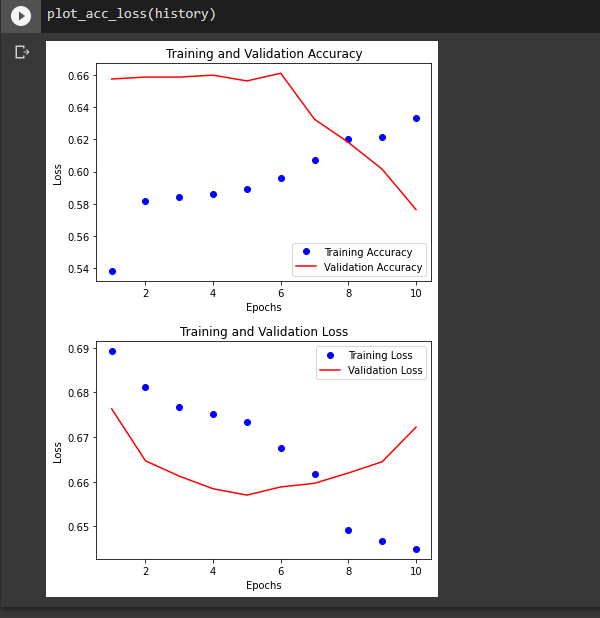 plot_acc_loss(history)
Training and Validation Accuracy
0.66
0.64
0.62
0.60
0.58
0.56
0.54
Loss
Training Accuracy
Validation Accuracy
2 4 6 8 10
Epochs
Training and Validation Loss
0.69
0.68
0.67
0.66
0.65
Loss
Training Loss
Validation Loss
2 4 6 8 10
Epochs